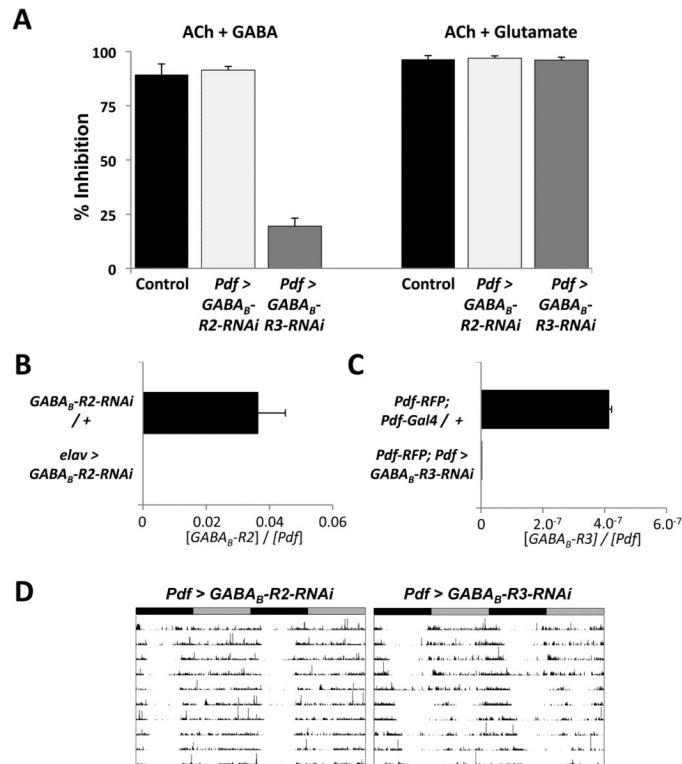 A
ACh + GABA
ACh + Glutamate
% Inhibition
100
75
50
25
0
Control
Pdf >
GABAB-
R2-RNAi
Pdf >
GABAB-
R3-RNAi
Control
Pdf >
GABAB-
R2-RNAi
Pdf >
GABAB-
R3-RNAi
B
GABAB-R2-RNAi
/ +
elav >
GABAB-R2-RNAi
0
0.02
0.04
0.06
[GABAB-R2] / [Pdf]
C
Pdf-RFP;
Pdf-Gal4 / +
Pdf-RFP; Pdf >
GABAB-R3-RNAi
0
2.0-7
4.0-7
6.0-7
[GABAB-R3] / [Pdf]
D
Pdf > GABAB-R2-RNAi
Pdf > GABAB-R3-RNAi